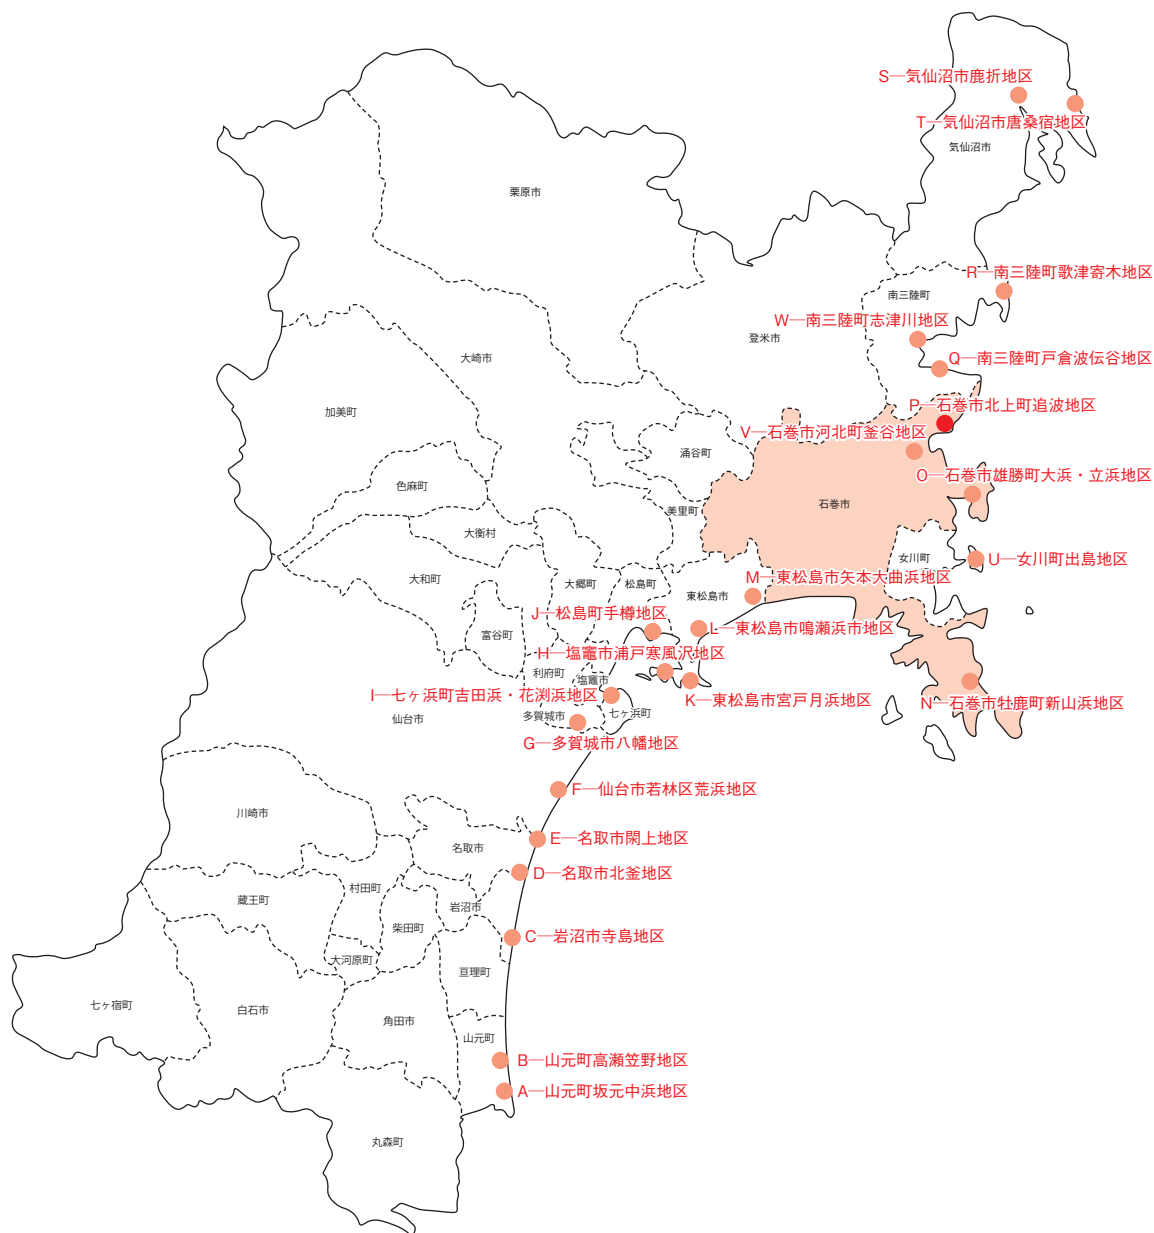 S—気仙沼市鹿折地区
T—気仙沼市唐桑宿地区
気仙沼市
栗原市
R—南三陸町歌津寄木地区
南三陸町
W—南三陸町志津川地区
登米市
大崎市
Q—南三陸町戸倉波伝谷地区
P—石巻市北上町追波地区
加美町
V—石巻市河北町釜谷地区
涌谷町
O—石巻市雄勝町大浜・立浜地区
色麻町
石巻市
美里町
大衡村
女川町
U—女川町出島地区
大和町
大郷町
松島町
M—東松島市矢本大曲浜地区
東松島市
J—松島町手樽地区
L—東松島市鳴瀬浜市地区
富谷町
H—塩竈市浦戸寒風沢地区
利府町
塩竈市
I—七ヶ浜町吉田浜・花渕浜地区
K—東松島市宮戸月浜地区
N—石巻市牡鹿町新山浜地区
仙台市
多賀城市
七ヶ浜町
G—多賀城市八幡地区
F—仙台市若林区荒浜地区
川崎市
E—名取市閖上地区
名取市
D—名取市北釜地区
村田町
蔵王町
岩沼市
柴田町
C—岩沼市寺島地区
大河原町
亘理町
七ヶ宿町
白石市
角田市
山元町
B—山元町高瀬笠野地区
A—山元町坂元中浜地区
丸森町